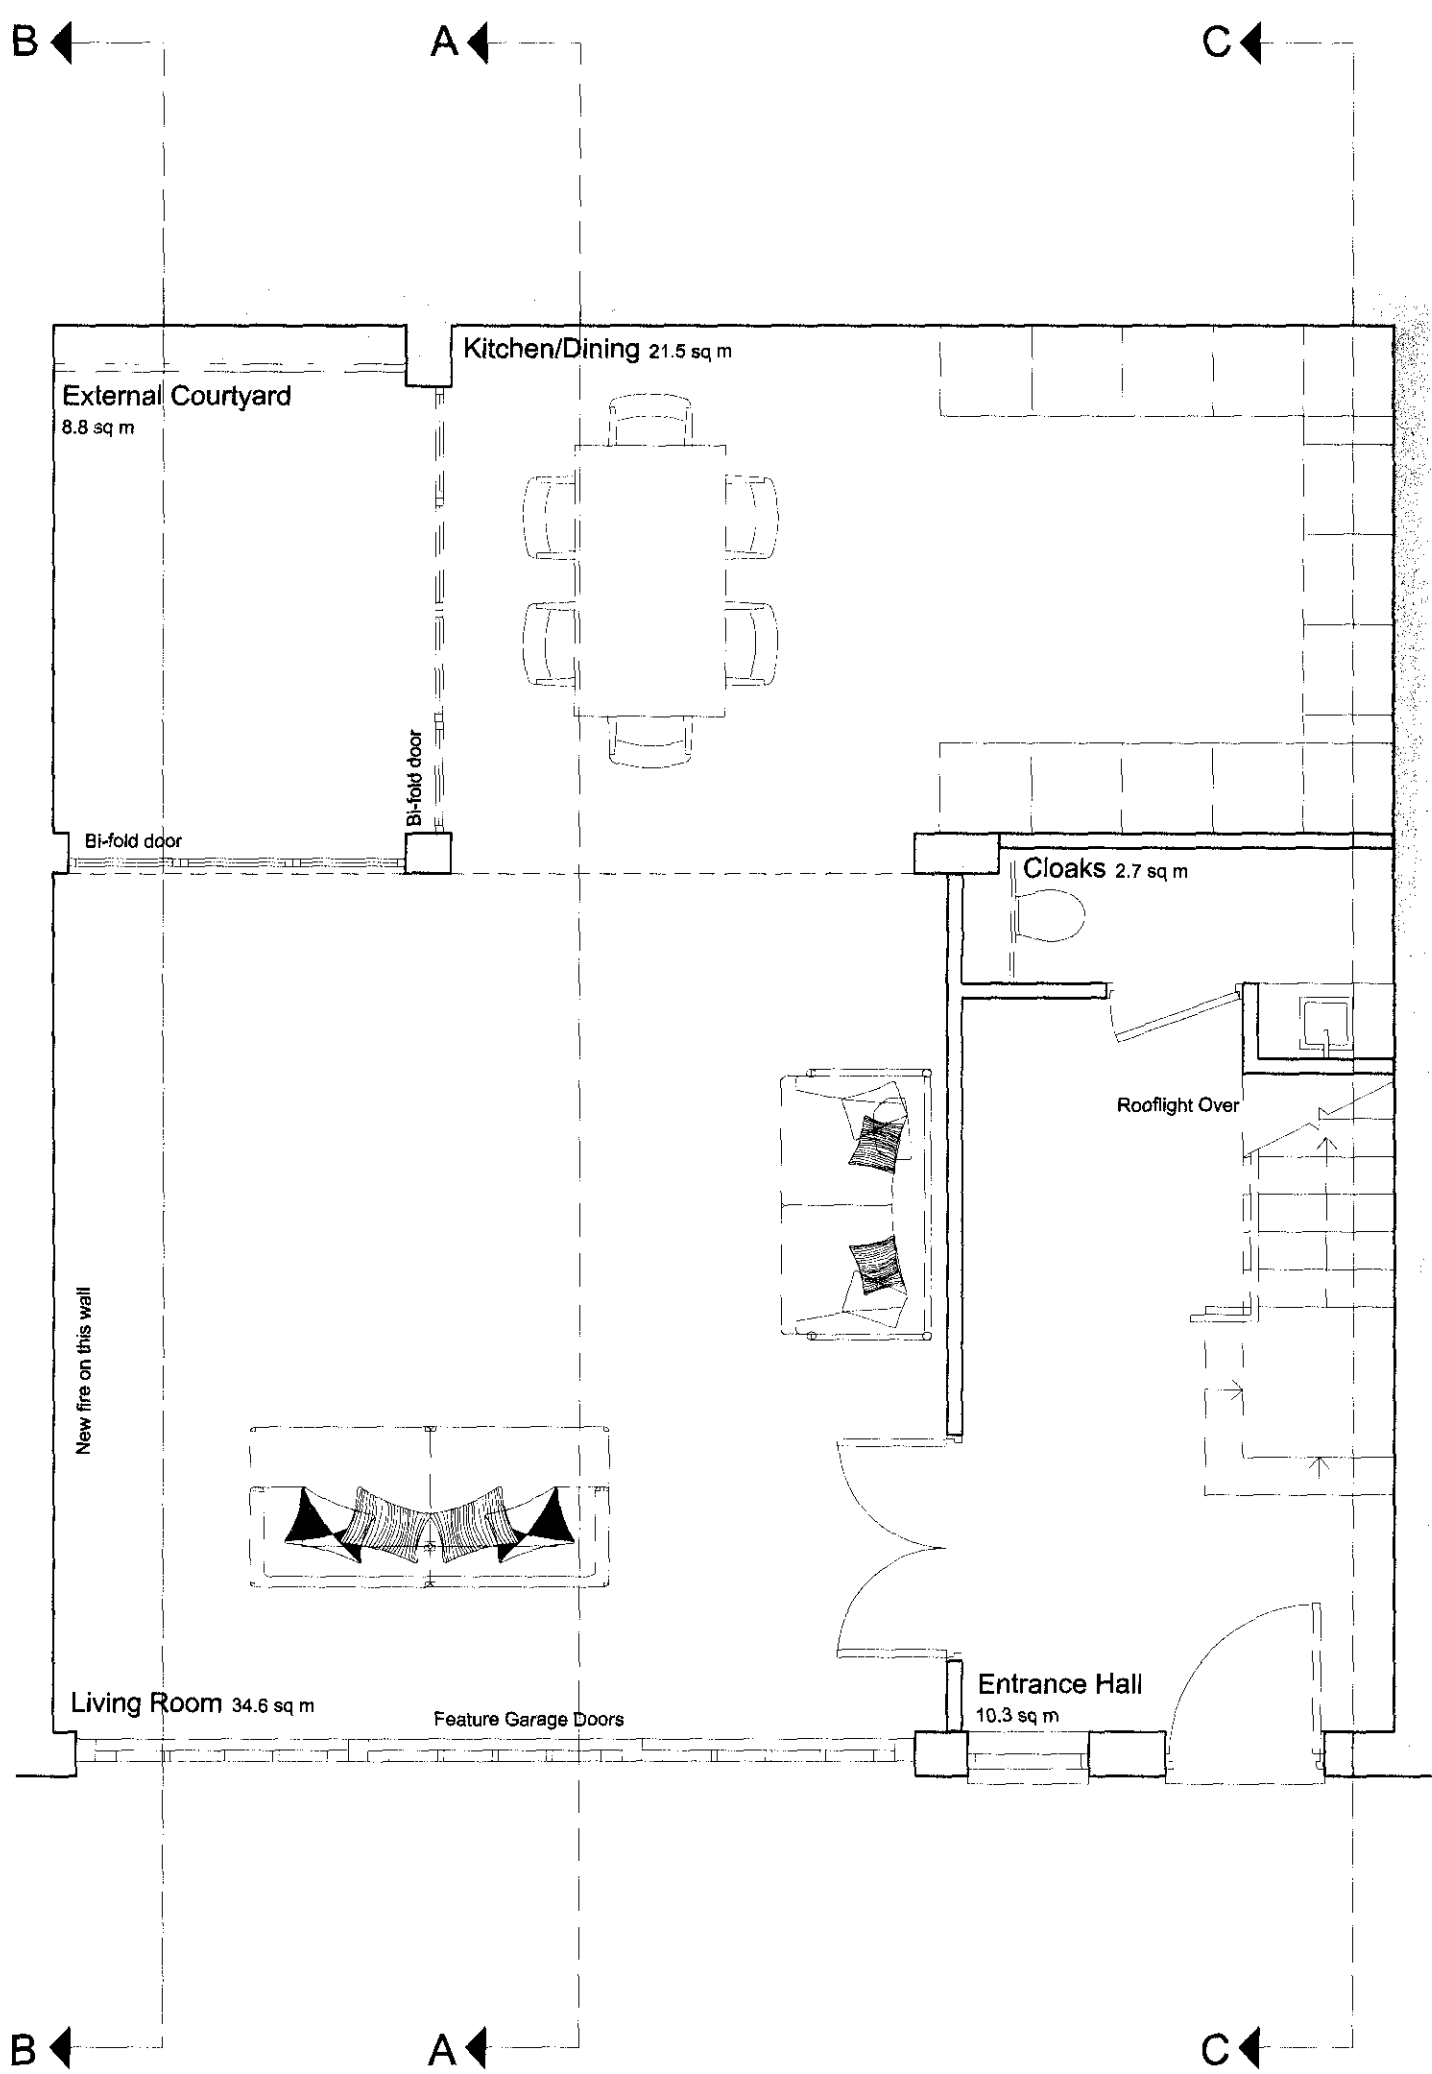 B
A
C
Kitchen/Dining 21.5 sq m
External Courtyard
8.8 sq m
Bi-fold door
Bi-fold door
Cloaks 2.7 sq m
Rooflight Over
New fire on this wall
Living Room 34.6 sq m
Feature Garage Doors
Entrance Hall
10.3 sq m
B
A
C